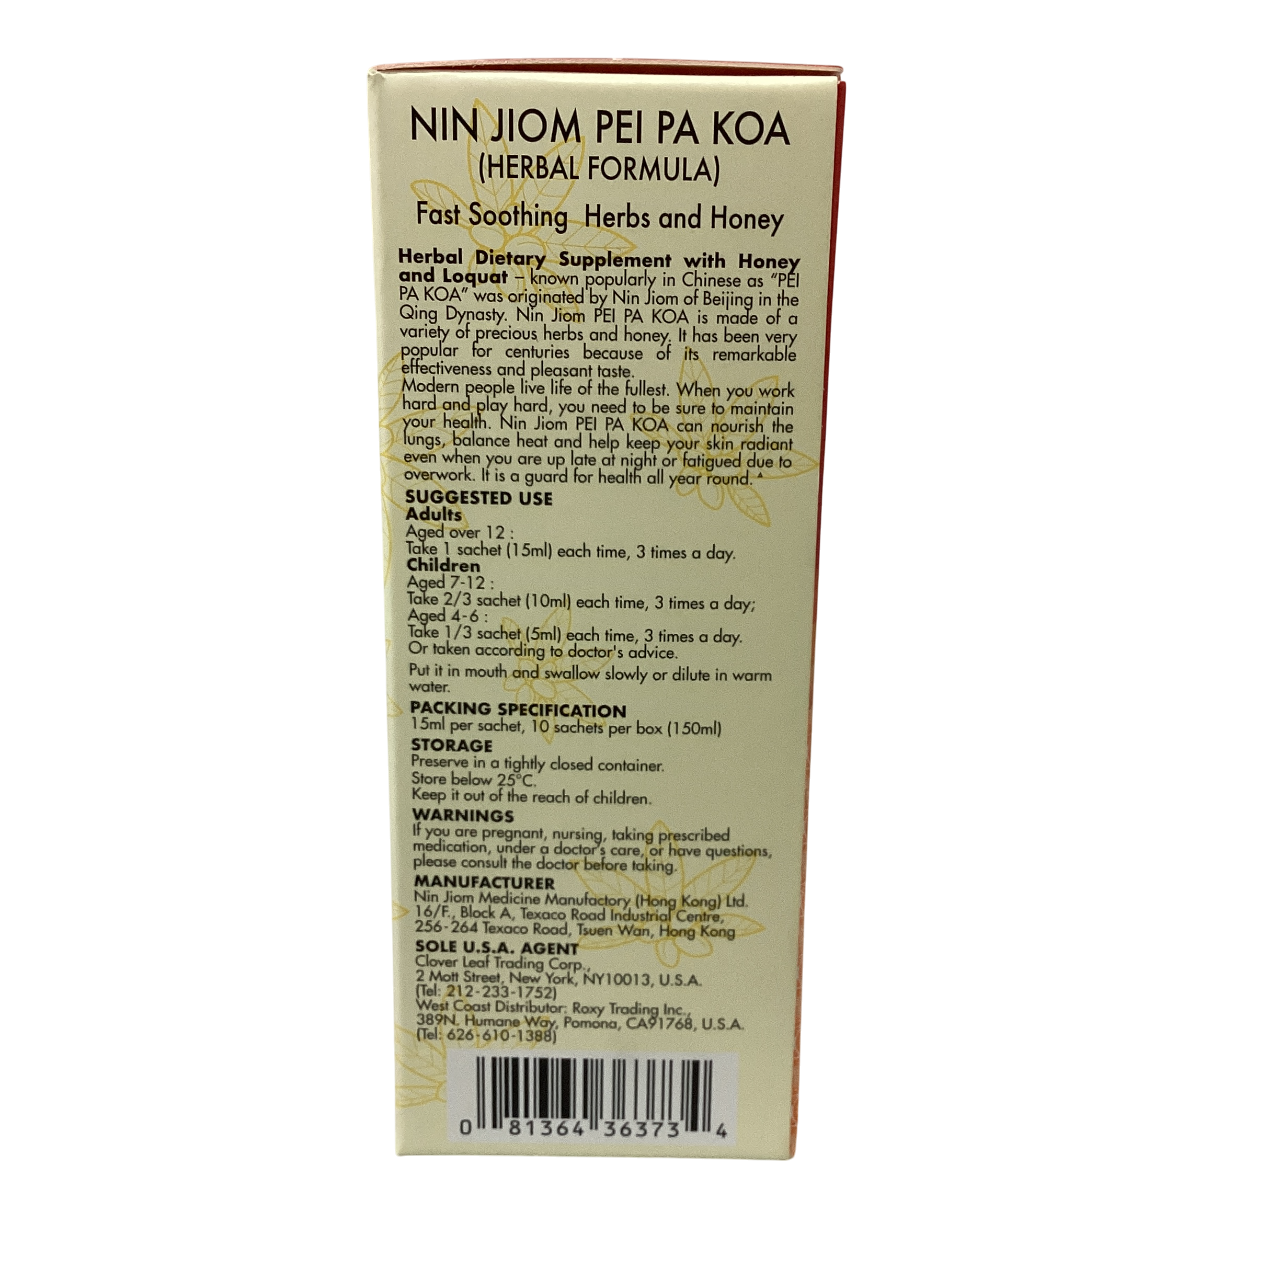 NIN JIOM PEI PA KOA
(HERBAL FORMULA)
Fast Soothing Herbs and Honey
Herbal Dietary Supplement with Honey
and Loquat – known popularly in Chinese as "PEI
PA KOA" was originated by Nin Jiom of Beijing in the
Qing Dynasty. Nin Jiom PEI PA KOA is made of a
variety of precious herbs and honey. It has been very
popular for centuries because of its remarkable
effectiveness and pleasant taste.
Modern people live life of the fullest. When you work
hard and play hard, you need to be sure to maintain
your health. Nin Jiom PEI PA KOA can nourish the
lungs, balance heat and help keep your skin radiant
even when you are up late at night or fatigued due to
overwork. It is a guard for health all year round. ▲
SUGGESTED USE
Adults
Aged over 12 :
Take 1 sachet (15ml) each time, 3 times a day.
Children
Aged 7-12 :
Take 2/3 sachet (10ml) each time, 3 times a day;
Aged 4-6 :
Take 1/3 sachet (5ml) each time, 3 times a day.
Or taken according to doctor's advice.
Put it in mouth and swallow slowly or dilute in warm
water.
PACKING SPECIFICATION
15ml per sachet, 10 sachets per box (150ml)
STORAGE
Preserve in a tightly closed container.
Store below 25°C.
Keep it out of the reach of children.
WARNINGS
If you are pregnant, nursing, taking prescribed
medication, under a doctor's care, or have questions,
please consult the doctor before taking.
MANUFACTURER
Nin Jiom Medicine Manufactory (Hong Kong) Ltd.
16/F., Block A, Texaco Road Industrial Centre,
256-264 Texaco Road, Tsuen Wan, Hong Kong
SOLE U.S.A. AGENT
Clover Leaf Trading Corp.,
2 Mott Street, New York, NY10013, U.S.A.
(Tel: 212-233-1752)
West Coast Distributor: Roxy Trading Inc.,
389N. Humane Way, Pomona, CA91768, U.S.A.
(Tel: 626-610-1388)
0 81364 36373 4